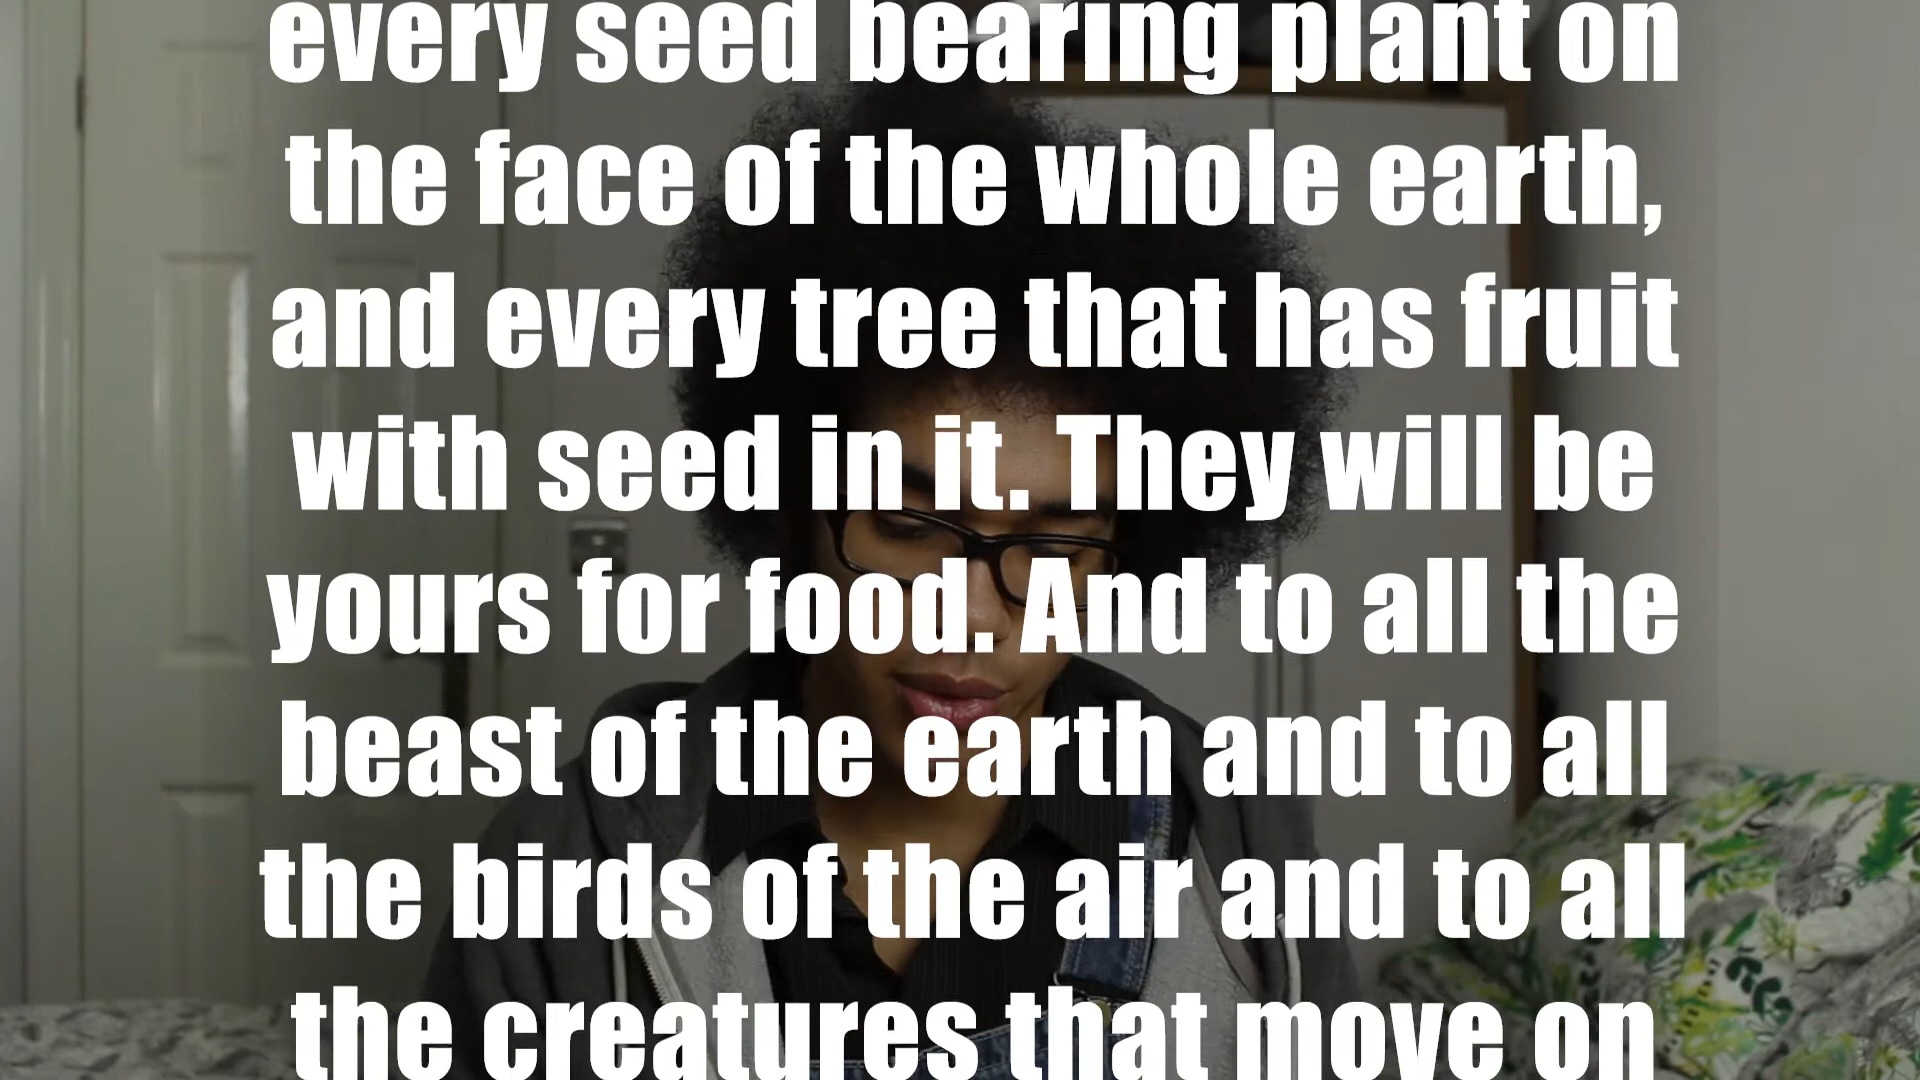 every seed bearing plant on
the face of the whole earth,
and every tree that has fruit
with seed in it. They will be
yours for food. And to all the
beast of the earth and to all
the birds of the air and to all
the creatures that move on